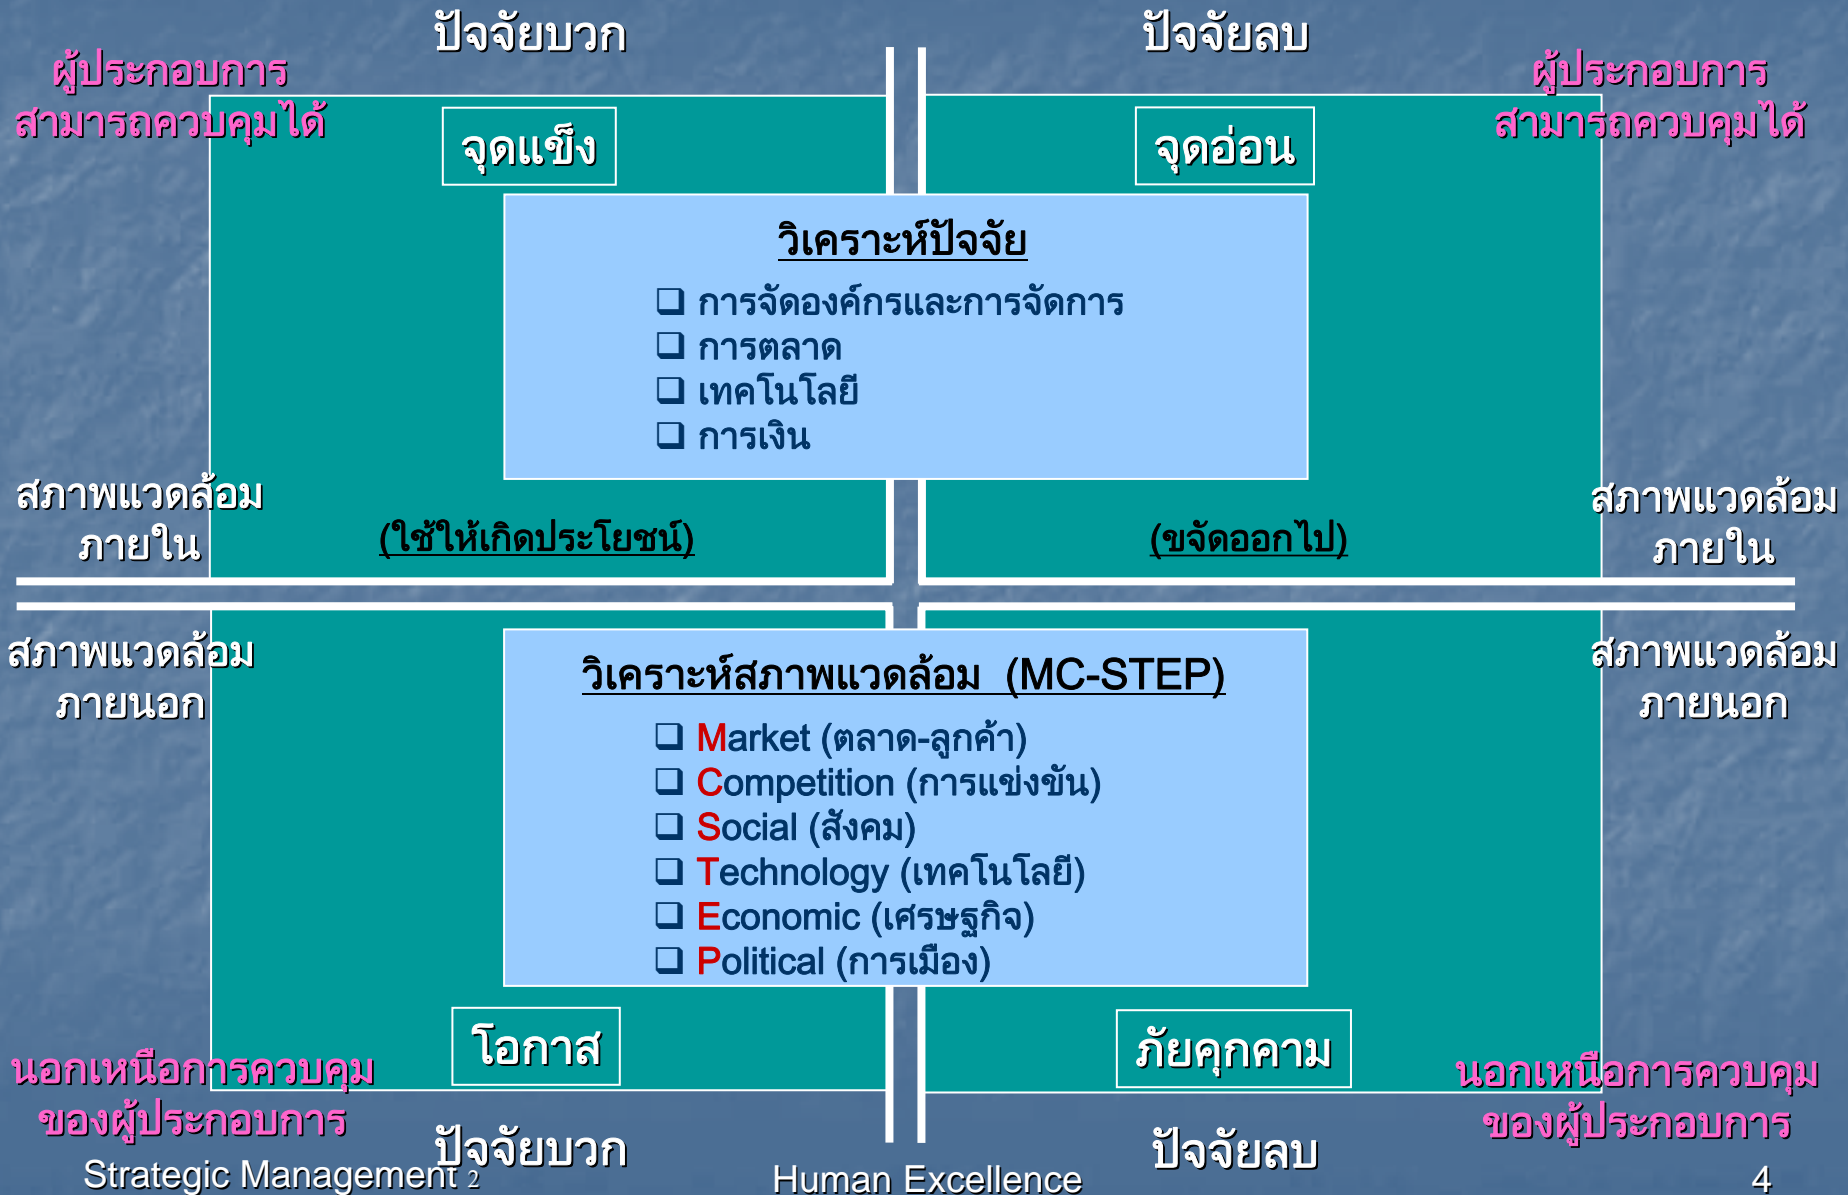 ปัจจัยบวก
ปัจจัยลบ
ผู้ประกอบการ
สามารถควบคุมได้
ผู้ประกอบการ
สามารถควบคุมได้
จุดแข็ง
จุดอ่อน
วิเคราะห์ปัจจัย
การจัดองค์กรและการจัดการ
การตลาด
เทคโนโลยี
การเงิน
สภาพแวดล้อม
ภายใน
สภาพแวดล้อม
ภายใน
(ใช้ให้เกิดประโยชน์)
(ขจัดออกไป)
สภาพแวดล้อม
ภายนอก
สภาพแวดล้อม
ภายนอก
วิเคราะห์สภาพแวดล้อม (MC-STEP)
Market (ตลาด-ลูกค้า)
Competition (การแข่งขัน)
Social (สังคม)
Technology (เทคโนโลยี)
Economic (เศรษฐกิจ)
Political (การเมือง)
โอกาส
ภัยคุกคาม
นอกเหนือการควบคุม
ของผู้ประกอบการ
นอกเหนือการควบคุม
ของผู้ประกอบการ
ปัจจัยบวก
ปัจจัยลบ
Strategic Management 2
Human Excellence
4